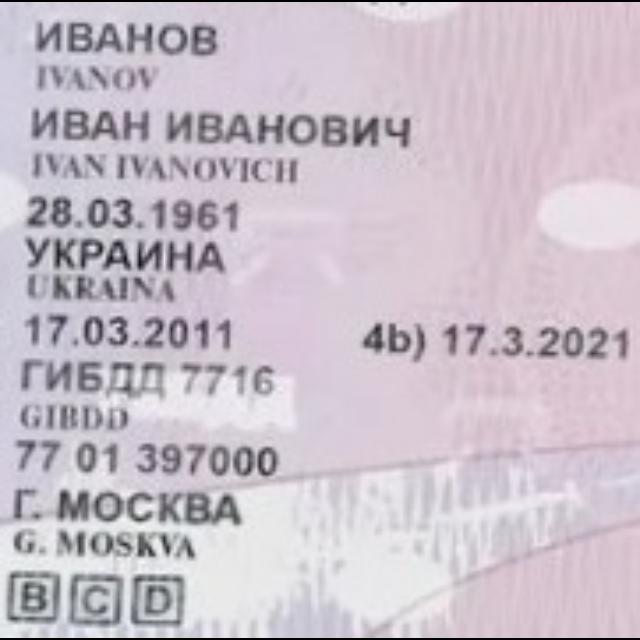 ИВАНОВ
IVANOV
ИВАН ИВАНОВИЧ
IVAN IVANOVICH
28.03.1961
УКРАИНА
UKRAINA
17.03.2011 4b) 17.3.2021
ГИБДД 7716
GIBDD
77 01 397000
Г. МОСКВА
G. MOSKVA
B C D